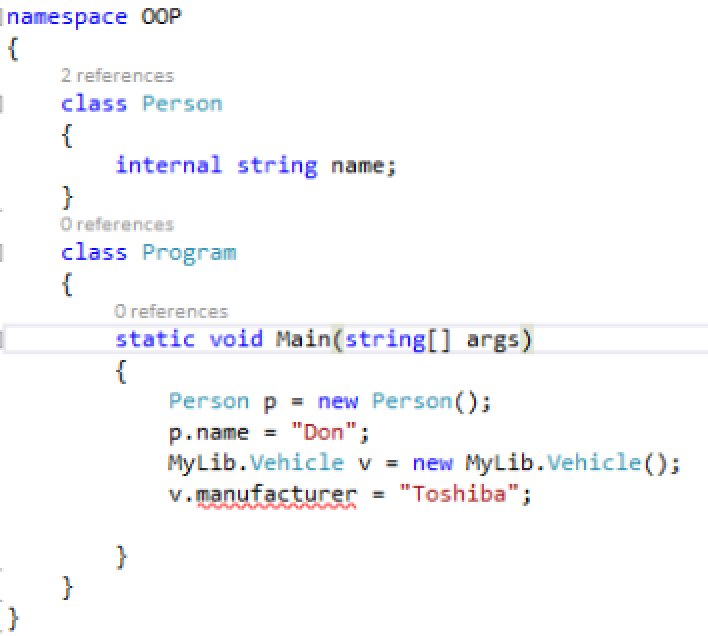 namespace OOP
{
2 references
class Person
{
internal string name;
}
0 references
class Program
{
0 references
static void Main(string[] args)
{
Person p = new Person();
p.name = "Don";
MyLib.Vehicle v = new MyLib.Vehicle();
v.manufacturer = "Toshiba";
}
}
}